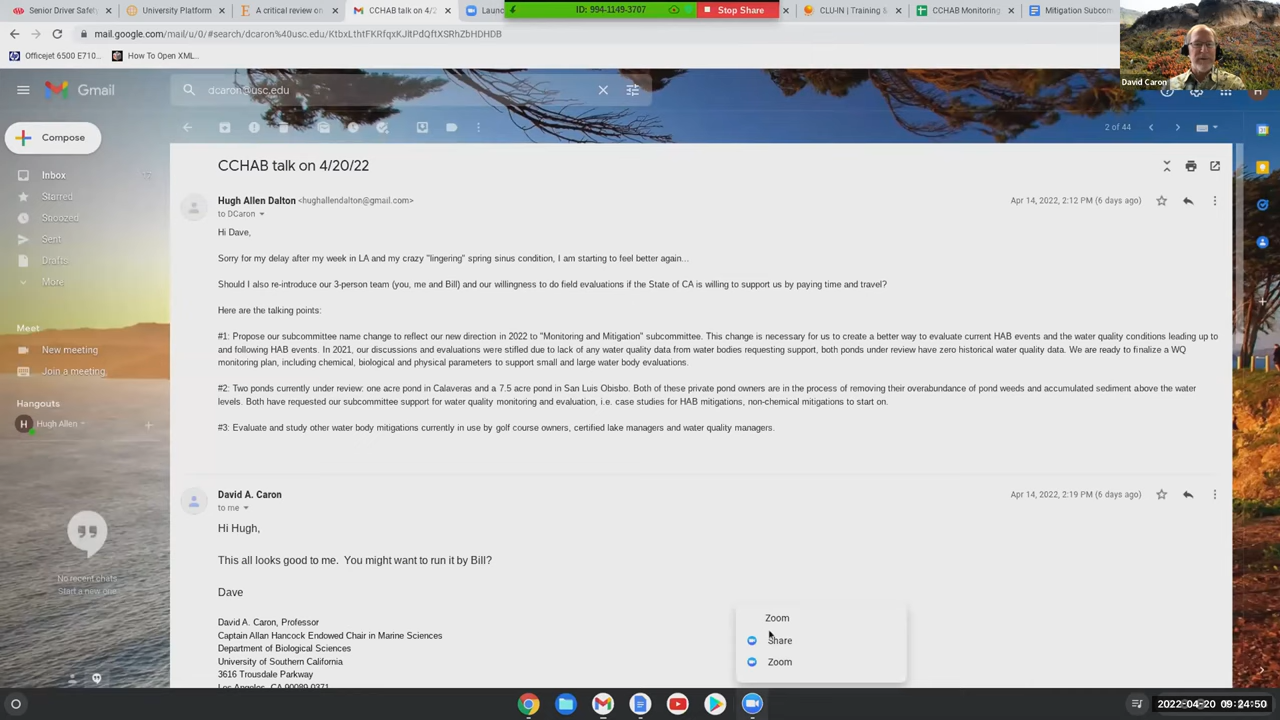 Senior Driver Safety
University Platform
A critical review on
CCHAB talk on 4/2
Launc
ID: 994-1149-3707
Stop Share
CLU-IN | Training &
CCHAB Monitoring
Mitigation Subcom
mail.google.com/mail/u/0/#search/dcaron%40usc.edu/KtbxLthtFKRfqxKJltPdQftXSRhZbHDHDB
Officejet 6500 E710...
How To Open XML...
David Caron
Gmail
dcaron@usc.edu
Compose
2 of 44
CCHAB talk on 4/20/22
Inbox
Starred
Snoozed
Sent
Drafts
More
Meet
New meeting
Join a meeting
Hangouts
Hugh Allen
No recent chats
Start a new one
Hugh Allen Dalton <hughallendalton@gmail.com>
Apr 14, 2022, 2:12 PM (6 days ago)
to DCaron
Hi Dave,
Sorry for my delay after my week in LA and my crazy "lingering" spring sinus condition, I am starting to feel better again...
Should I also re-introduce our 3-person team (you, me and Bill) and our willingness to do field evaluations if the State of CA is willing to support us by paying time and travel?
Here are the talking points:
#1: Propose our subcommittee name change to reflect our new direction in 2022 to "Monitoring and Mitigation" subcommittee. This change is necessary for us to create a better way to evaluate current HAB events and the water quality conditions leading up to
and following HAB events. In 2021, our discussions and evaluations were stifled due to lack of any water quality data from water bodies requesting support, both ponds under review have zero historical water quality data. We are ready to finalize a WQ
monitoring plan, including chemical, biological and physical parameters to support small and large water body evaluations.
#2: Two ponds currently under review: one acre pond in Calaveras and a 7.5 acre pond in San Luis Obisbo. Both of these private pond owners are in the process of removing their overabundance of pond weeds and accumulated sediment above the water
levels. Both have requested our subcommittee support for water quality monitoring and evaluation, i.e. case studies for HAB mitigations, non-chemical mitigations to start on.
#3: Evaluate and study other water body mitigations currently in use by golf course owners, certified lake managers and water quality managers.
David A. Caron
Apr 14, 2022, 2:19 PM (6 days ago)
to me
Hi Hugh,
This all looks good to me. You might want to run it by Bill?
Dave
David A. Caron, Professor
Captain Allan Hancock Endowed Chair in Marine Sciences
Department of Biological Sciences
University of Southern California
3616 Trousdale Parkway
Los Angeles, CA 90089-0371
Zoom
Share
Zoom
2022-04-20 09:24:50